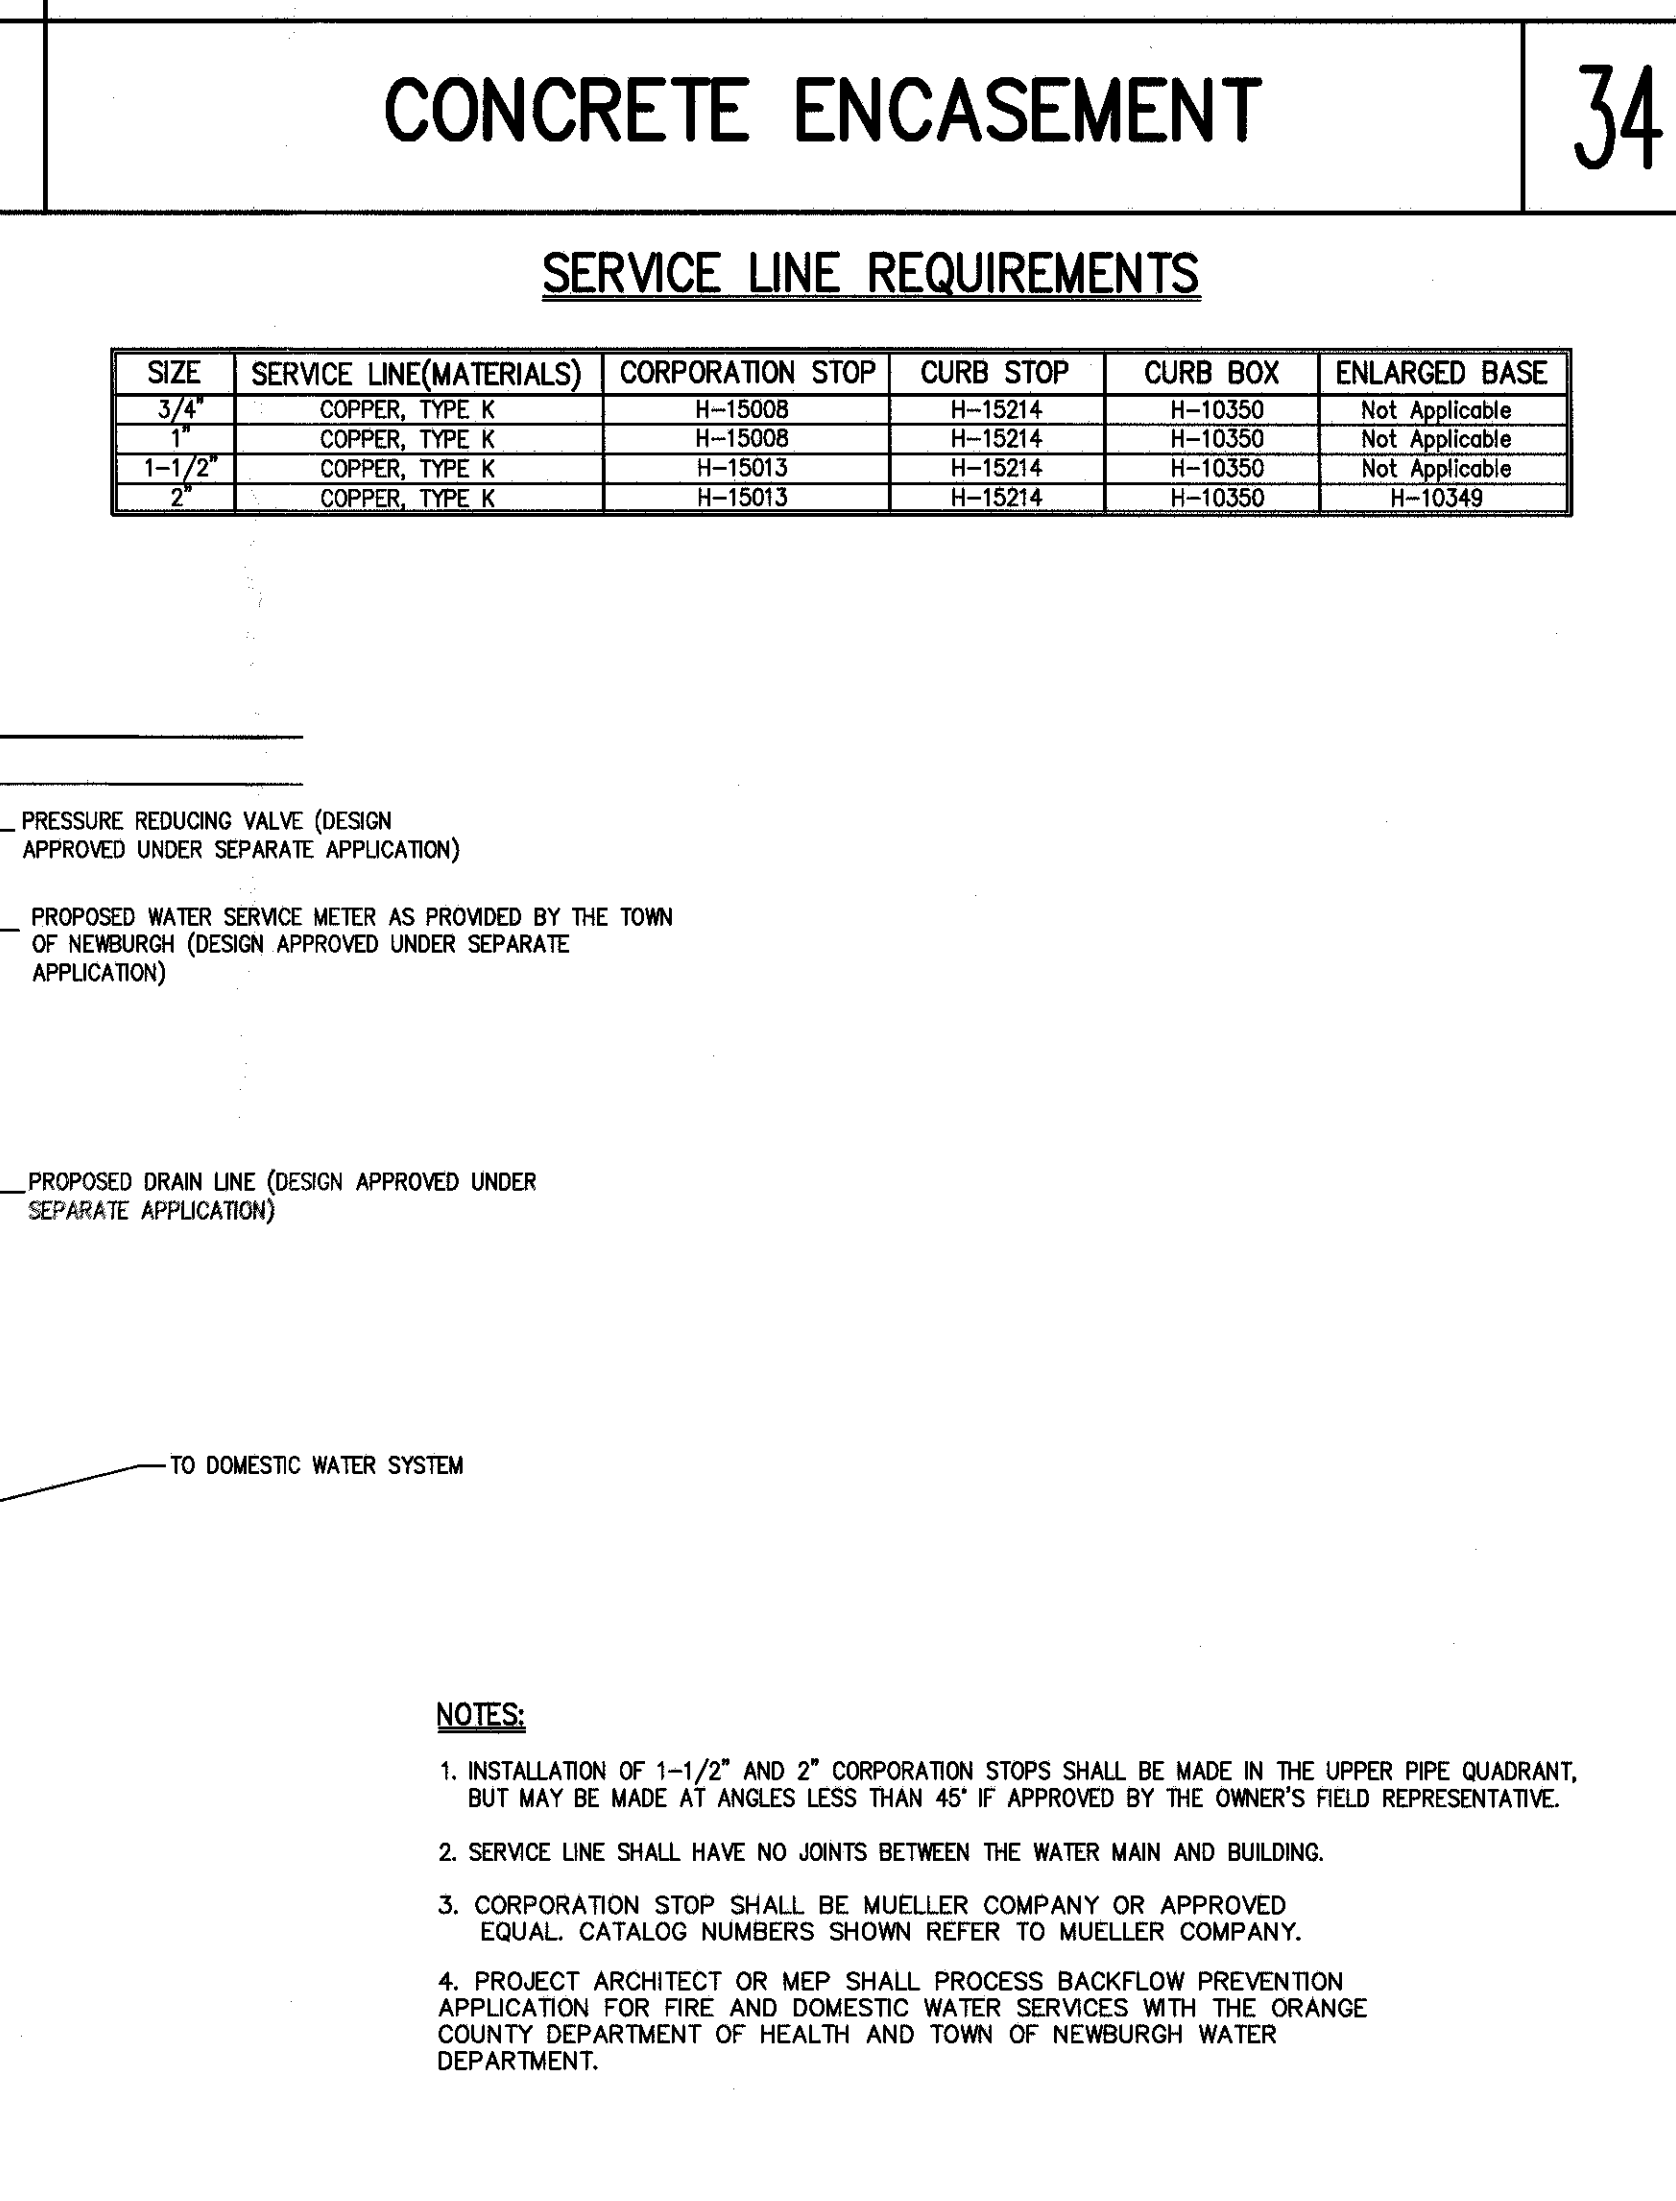 CONCRETE ENCASEMENT 34
SERVICE LINE REQUIREMENTS
SIZE SERVICE LINE(MATERIALS) CORPORATION STOP CURB STOP CURB BOX ENLARGED BASE
3/4" COPPER, TYPE K H-15008 H-15214 H-10350 Not Applicable
1" COPPER, TYPE K H-15008 H-15214 H-10350 Not Applicable
1-1/2" COPPER, TYPE K H-15013 H-15214 H-10350 Not Applicable
2" COPPER, TYPE K H-15013 H-15214 H-10350 H-10349
PRESSURE REDUCING VALVE (DESIGN
APPROVED UNDER SEPARATE APPLICATION)
PROPOSED WATER SERVICE METER AS PROVIDED BY THE TOWN
OF NEWBURGH (DESIGN APPROVED UNDER SEPARATE
APPLICATION)
PROPOSED DRAIN LINE (DESIGN APPROVED UNDER
SEPARATE APPLICATION)
TO DOMESTIC WATER SYSTEM
NOTES:
1. INSTALLATION OF 1-1/2" AND 2" CORPORATION STOPS SHALL BE MADE IN THE UPPER PIPE QUADRANT,
BUT MAY BE MADE AT ANGLES LESS THAN 45° IF APPROVED BY THE OWNER'S FIELD REPRESENTATIVE.
2. SERVICE LINE SHALL HAVE NO JOINTS BETWEEN THE WATER MAIN AND BUILDING.
3. CORPORATION STOP SHALL BE MUELLER COMPANY OR APPROVED
EQUAL. CATALOG NUMBERS SHOWN REFER TO MUELLER COMPANY.
4. PROJECT ARCHITECT OR MEP SHALL PROCESS BACKFLOW PREVENTION
APPLICATION FOR FIRE AND DOMESTIC WATER SERVICES WITH THE ORANGE
COUNTY DEPARTMENT OF HEALTH AND TOWN OF NEWBURGH WATER
DEPARTMENT.